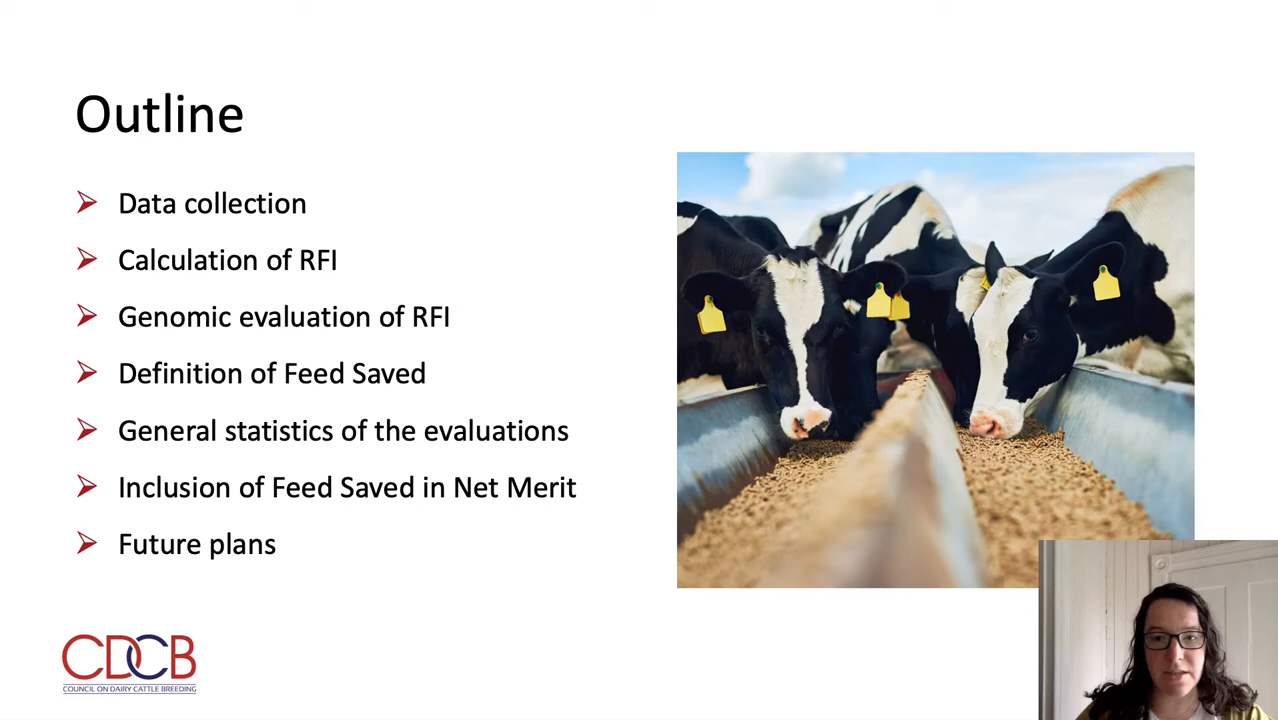 Outline
Data collection
Calculation of RFI
Genomic evaluation of RFI
Definition of Feed Saved
General statistics of the evaluations
Inclusion of Feed Saved in Net Merit
Future plans
CDCB
COUNCIL ON DAIRY CATTLE BREEDING